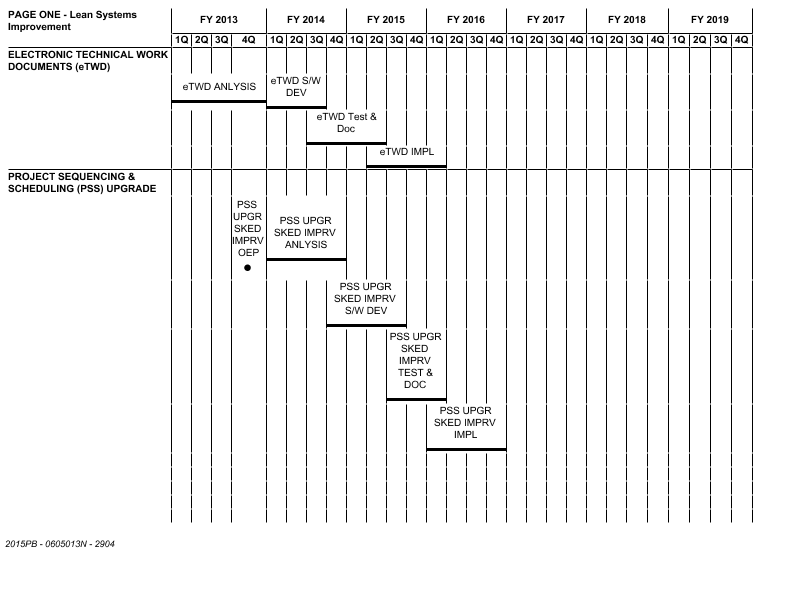 PAGE ONE - Lean Systems
Improvement
FY 2013 FY 2014 FY 2015 FY 2016 FY 2017 FY 2018 FY 2019
1Q 2Q 3Q 4Q 1Q 2Q 3Q 4Q 1Q 2Q 3Q 4Q 1Q 2Q 3Q 4Q 1Q 2Q 3Q 4Q 1Q 2Q 3Q 4Q 1Q 2Q 3Q 4Q
ELECTRONIC TECHNICAL WORK
DOCUMENTS (eTWD)
eTWD ANLYSIS
eTWD S/W
DEV
eTWD Test &
Doc
eTWD IMPL
PROJECT SEQUENCING &
SCHEDULING (PSS) UPGRADE
PSS
UPGR
SKED
IMPRV
OEP
PSS UPGR
SKED IMPRV
ANLYSIS
PSS UPGR
SKED IMPRV
S/W DEV
PSS UPGR
SKED
IMPRV
TEST &
DOC
PSS UPGR
SKED IMPRV
IMPL
2015PB - 0605013N - 2904